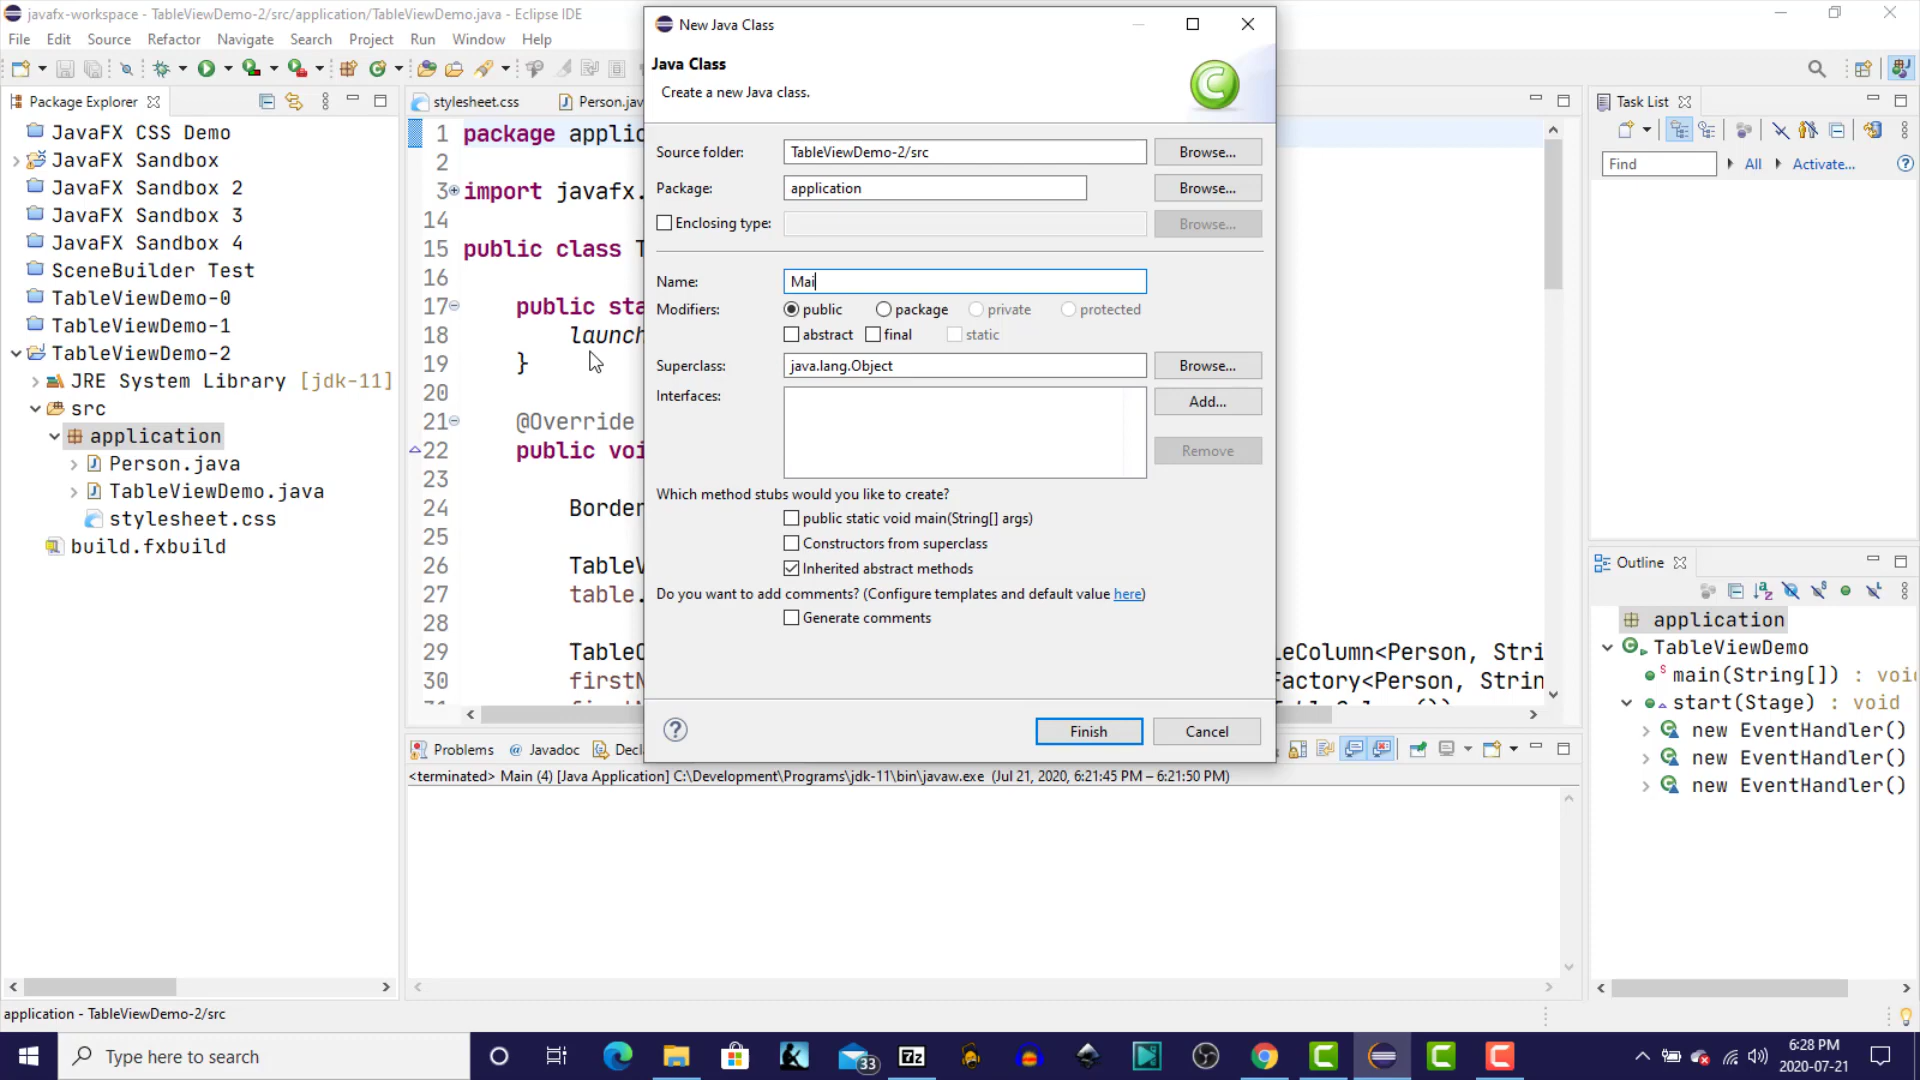 javafx-workspace - TableViewDemo-2/src/application/TableViewDemo.java - Eclipse IDE
File Edit Source Refactor Navigate Search Project Run Window Help
Package Explorer
JavaFX CSS Demo
JavaFX Sandbox
JavaFX Sandbox 2
JavaFX Sandbox 3
JavaFX Sandbox 4
SceneBuilder Test
TableViewDemo-0
TableViewDemo-1
TableViewDemo-2
JRE System Library [jdk-11]
src
application
Person.java
TableViewDemo.java
stylesheet.css
build.fxbuild
stylesheet.css Person.jav
1 package applic
2
3 import javafx.
14
15 public class T
16
17 public sta
18 launch
19 }
20
21 @Override
22 public voi
23
24 Border
25
26 TableV
27 table.
28
29 TableC leColumn<Person, Stri
30 firstN Factory<Person, Strin
New Java Class
Java Class
Create a new Java class.
Source folder: TableViewDemo-2/src Browse...
Package: application Browse...
Enclosing type: Browse...
Name: Mai
Modifiers: public package private protected
abstract final static
Superclass: java.lang.Object Browse...
Interfaces: Add...
Remove
Which method stubs would you like to create?
public static void main(String[] args)
Constructors from superclass
Inherited abstract methods
Do you want to add comments? (Configure templates and default value here)
Generate comments
Finish Cancel
Problems @ Javadoc Decla
<terminated> Main (4) [Java Application] C:\Development\Programs\jdk-11\bin\javaw.exe (Jul 21, 2020, 6:21:45 PM – 6:21:50 PM)
Task List
Find All Activate...
Outline
application
TableViewDemo
main(String[]) : voi
start(Stage) : void
new EventHandler()
new EventHandler()
new EventHandler()
application - TableViewDemo-2/src
Type here to search
33
7z
6:28 PM
2020-07-21